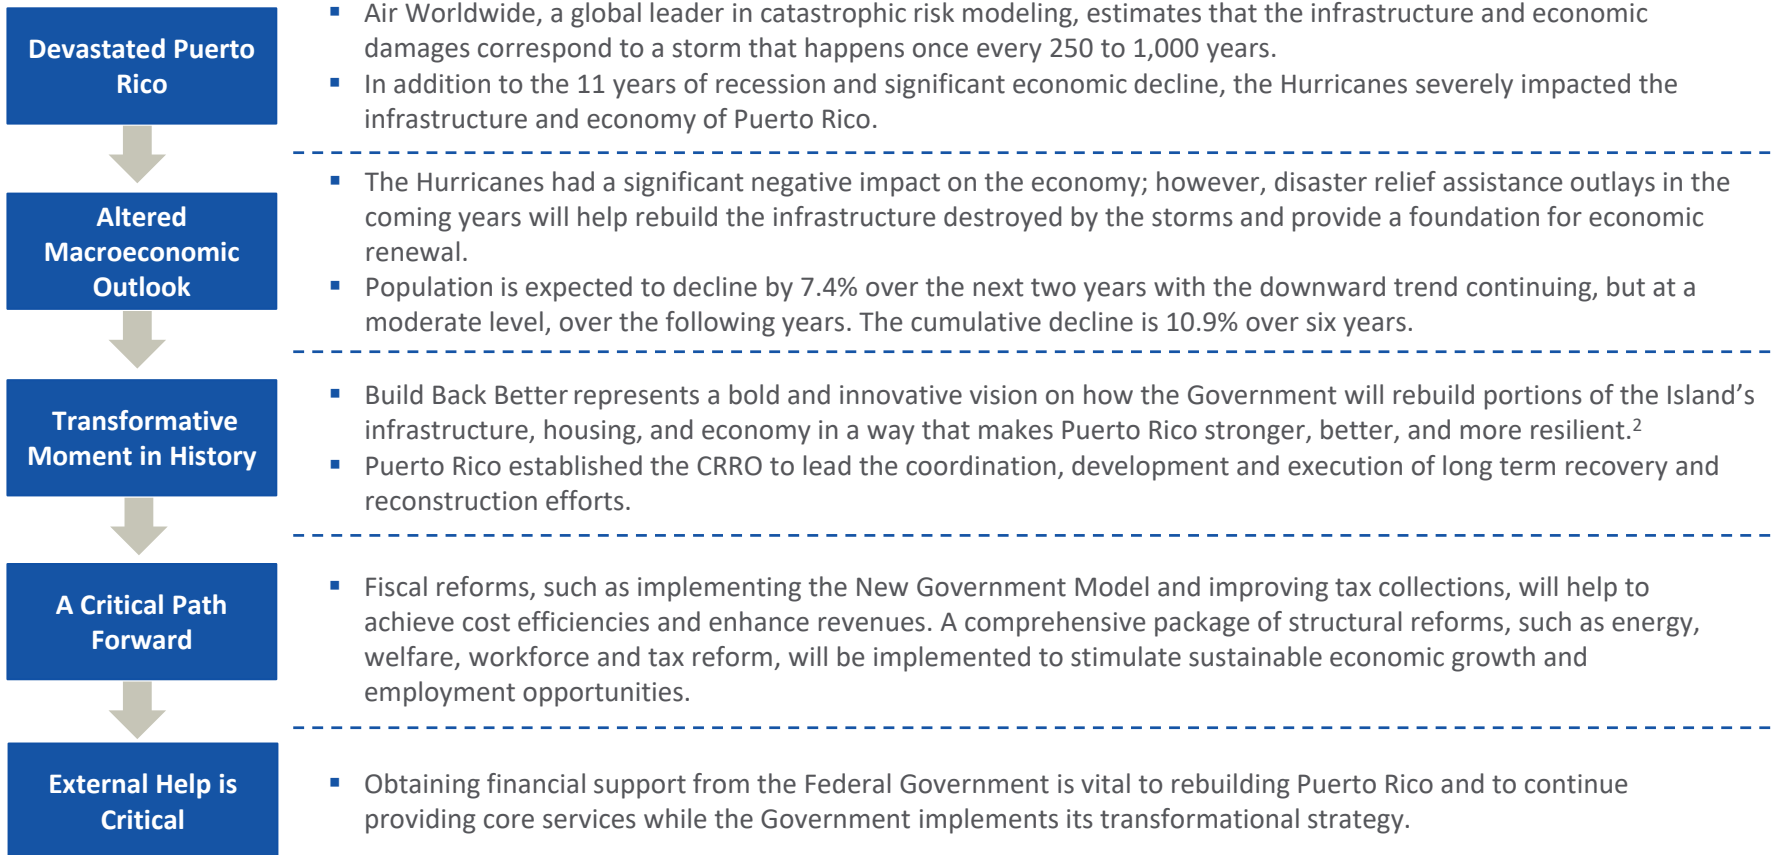 Devastated Puerto
Rico
▪ Air Worldwide, a global leader in catastrophic risk modeling, estimates that the infrastructure and economic
damages correspond to a storm that happens once every 250 to 1,000 years.
▪ In addition to the 11 years of recession and significant economic decline, the Hurricanes severely impacted the
infrastructure and economy of Puerto Rico.
Altered
Macroeconomic
Outlook
▪ The Hurricanes had a significant negative impact on the economy; however, disaster relief assistance outlays in the
coming years will help rebuild the infrastructure destroyed by the storms and provide a foundation for economic
renewal.
▪ Population is expected to decline by 7.4% over the next two years with the downward trend continuing, but at a
moderate level, over the following years. The cumulative decline is 10.9% over six years.
Transformative
Moment in History
▪ Build Back Better represents a bold and innovative vision on how the Government will rebuild portions of the Island’s
infrastructure, housing, and economy in a way that makes Puerto Rico stronger, better, and more resilient.²
▪ Puerto Rico established the CRRO to lead the coordination, development and execution of long term recovery and
reconstruction efforts.
A Critical Path
Forward
▪ Fiscal reforms, such as implementing the New Government Model and improving tax collections, will help to
achieve cost efficiencies and enhance revenues. A comprehensive package of structural reforms, such as energy,
welfare, workforce and tax reform, will be implemented to stimulate sustainable economic growth and
employment opportunities.
External Help is
Critical
▪ Obtaining financial support from the Federal Government is vital to rebuilding Puerto Rico and to continue
providing core services while the Government implements its transformational strategy.